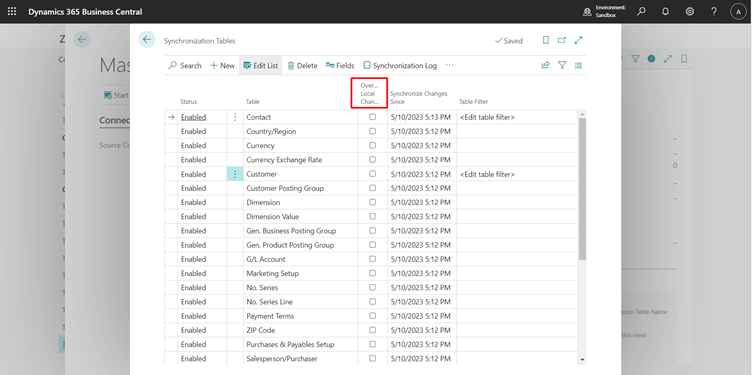 Dynamics 365 Business Central
Environment:
Sandbox
?
A
Z
Mas
Start
Connec
Source Co
Synchronization Tables
Saved
Search New Edit List Delete Fields Synchronization Log ...
Over...
Local
Chan...
Synchronize Changes
Since
Status Table Table Filter
Enabled Contact 5/10/2023 5:13 PM <Edit table filter>
Enabled Country/Region 5/10/2023 5:12 PM
Enabled Currency 5/10/2023 5:12 PM
Enabled Currency Exchange Rate 5/10/2023 5:12 PM
Enabled Customer 5/10/2023 5:12 PM <Edit table filter>
Enabled Customer Posting Group 5/10/2023 5:12 PM
Enabled Dimension 5/10/2023 5:12 PM
Enabled Dimension Value 5/10/2023 5:12 PM
Enabled Gen. Business Posting Group 5/10/2023 5:12 PM
Enabled Gen. Product Posting Group 5/10/2023 5:12 PM
Enabled G/L Account 5/10/2023 5:12 PM
Enabled Marketing Setup 5/10/2023 5:12 PM
Enabled No. Series 5/10/2023 5:12 PM
Enabled No. Series Line 5/10/2023 5:12 PM
Enabled Payment Terms 5/10/2023 5:12 PM
Enabled ZIP Code 5/10/2023 5:12 PM
Enabled Purchases & Payables Setup 5/10/2023 5:12 PM
Enabled Salesperson/Purchaser 5/10/2023 5:12 PM
0
Table Name
this view)